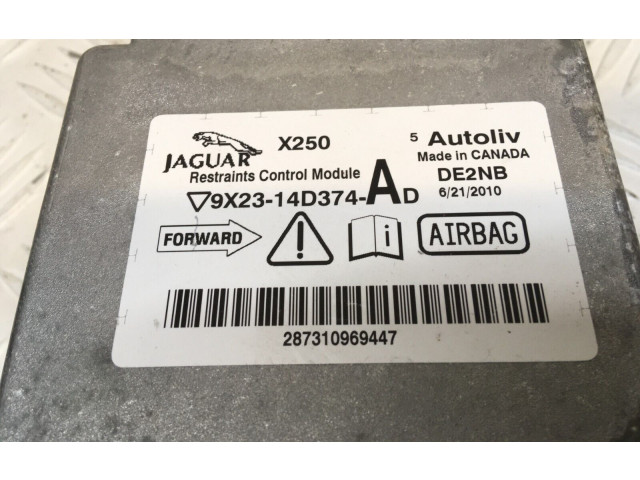 JAGUAR X250 5 Autoliv
Restraints Control Module Made in CANADA
9X23-14D374-AD DE2NB
6/21/2010
FORWARD i AIRBAG
287310969447